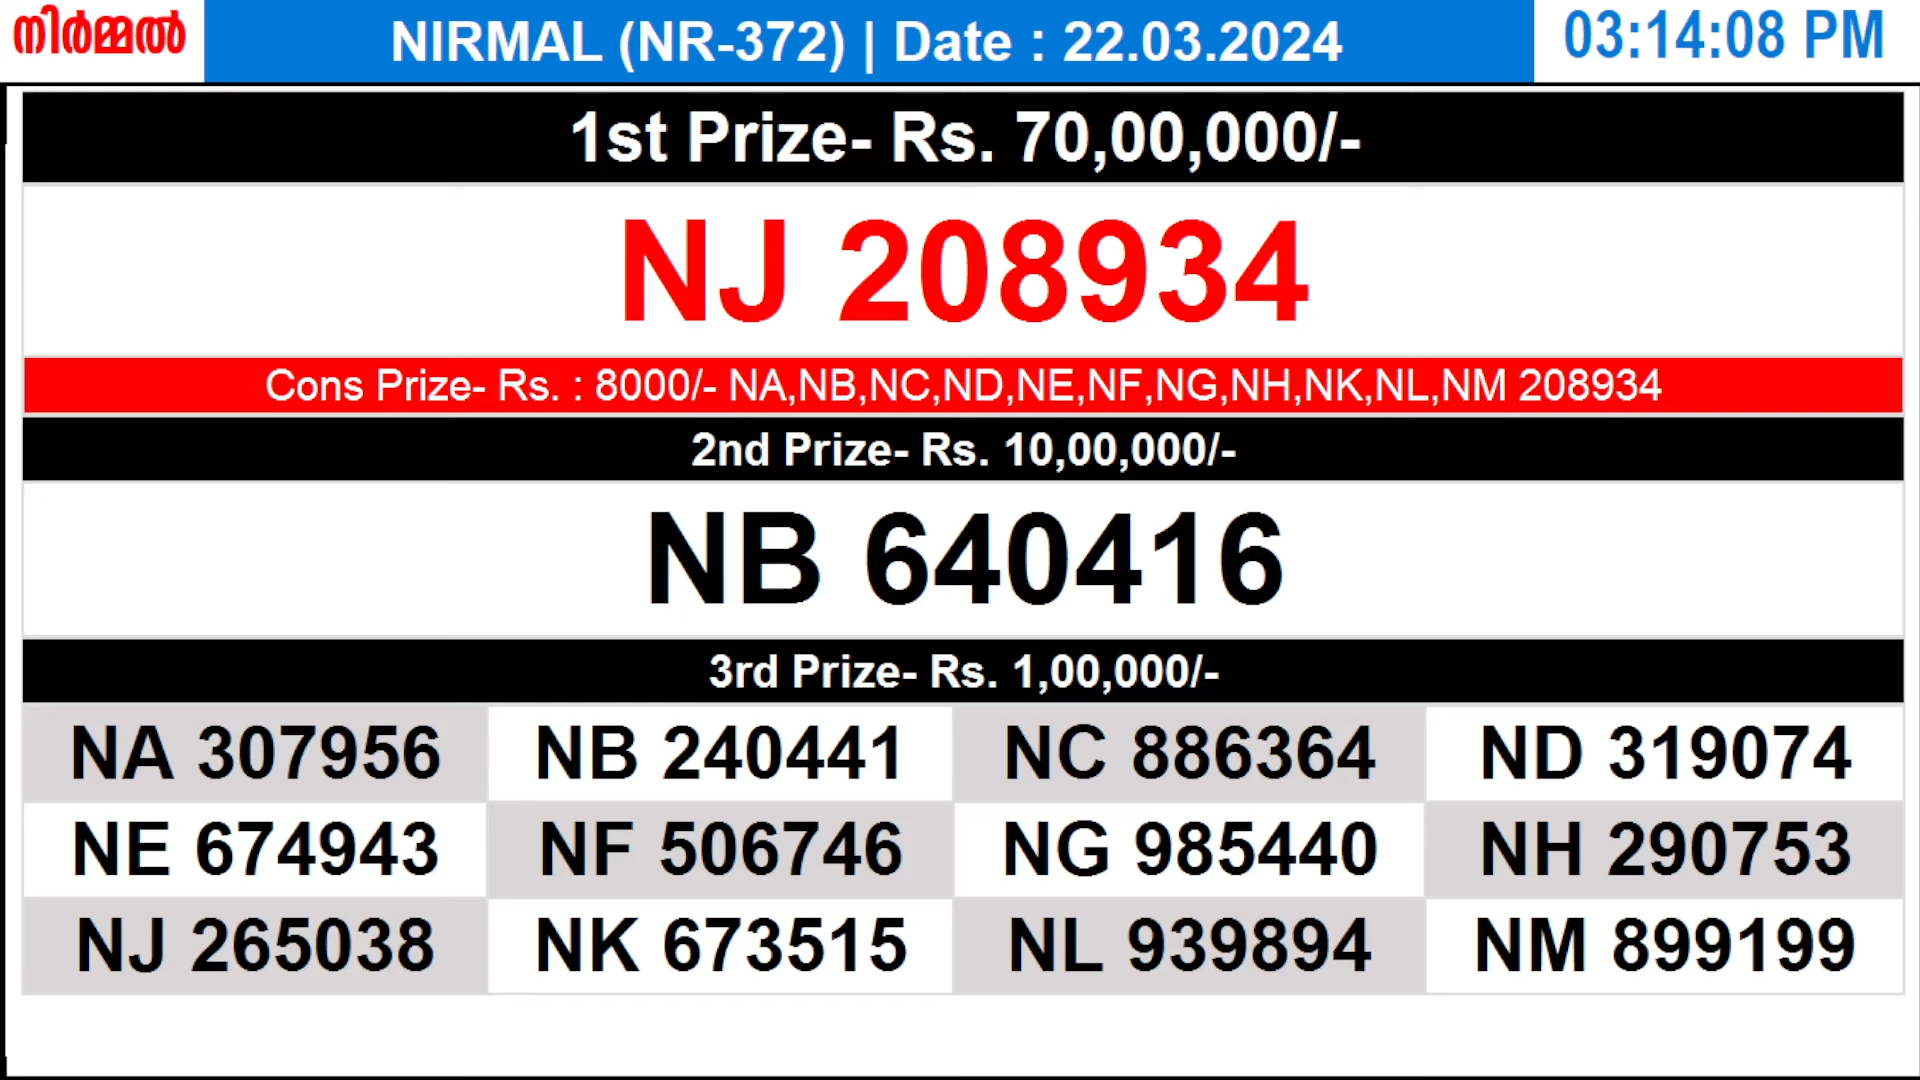 നിർമ്മൽ
NIRMAL (NR-372) | Date : 22.03.2024
03:14:08 PM
1st Prize- Rs. 70,00,000/-
NJ 208934
Cons Prize- Rs. : 8000/- NA,NB,NC,ND,NE,NF,NG,NH,NK,NL,NM 208934
2nd Prize- Rs. 10,00,000/-
NB 640416
3rd Prize- Rs. 1,00,000/-
NA 307956 NB 240441 NC 886364 ND 319074
NE 674943 NF 506746 NG 985440 NH 290753
NJ 265038 NK 673515 NL 939894 NM 899199